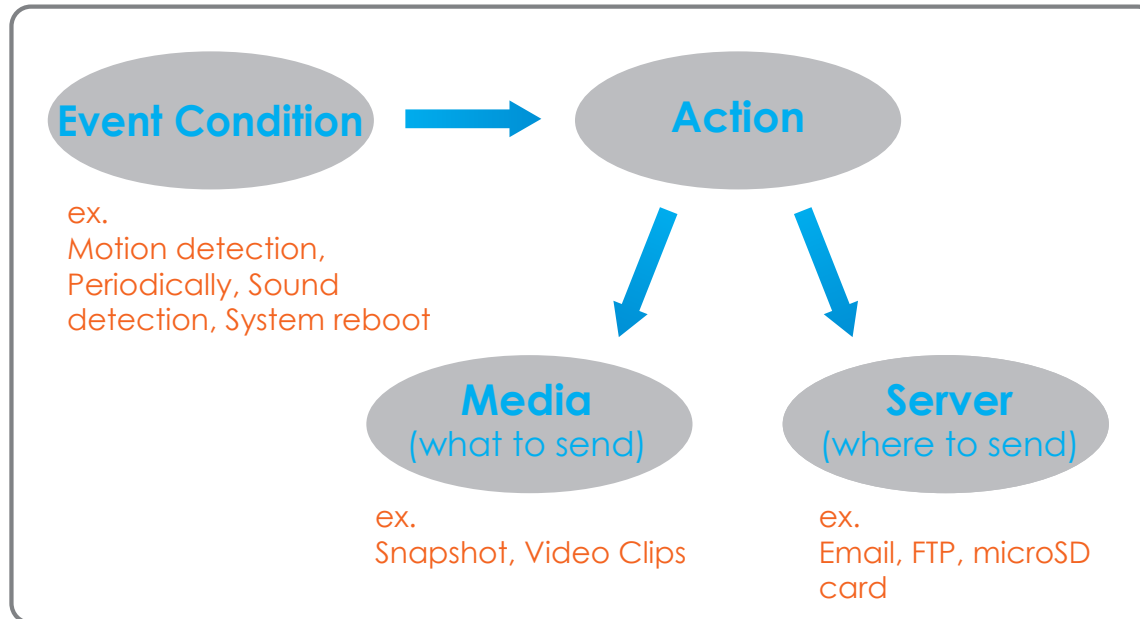 Event Condition
Action
ex.
Motion detection,
Periodically, Sound
detection, System reboot
Media
(what to send)
ex.
Snapshot, Video Clips
Server
(where to send)
ex.
Email, FTP, microSD
card